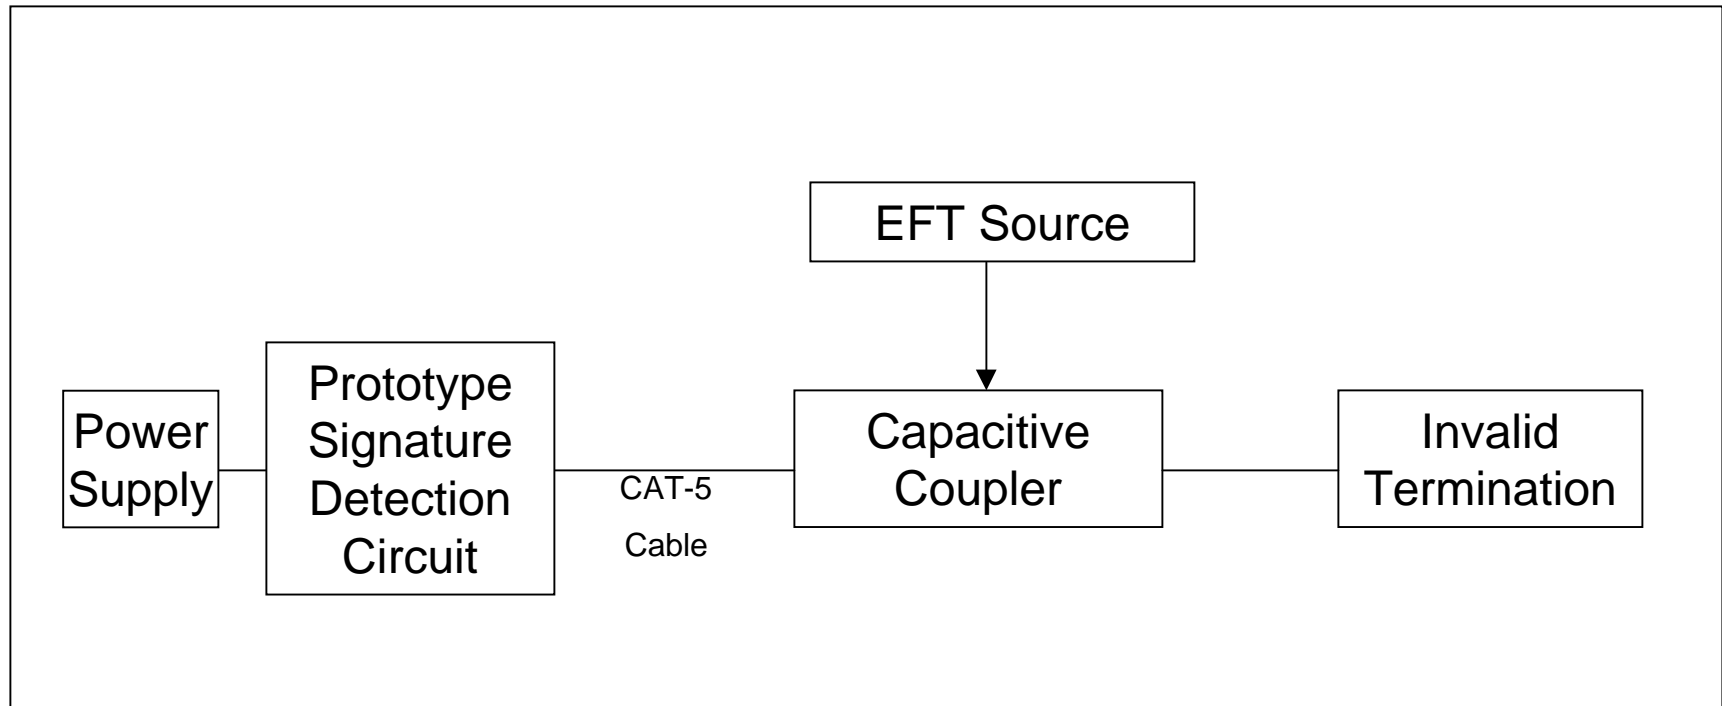 EFT Source
Power
Supply
Prototype
Signature
Detection
Circuit
CAT-5
Cable
Capacitive
Coupler
Invalid
Termination